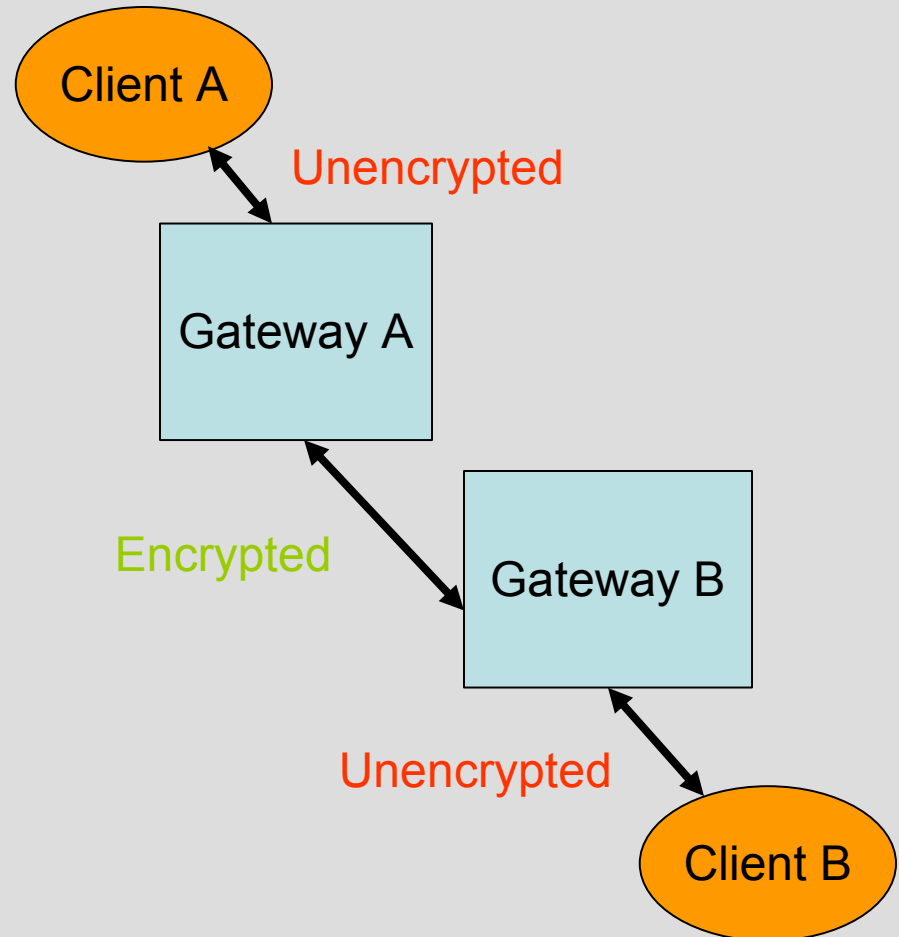 Client A
Unencrypted
Gateway A
Encrypted
Gateway B
Unencrypted
Client B